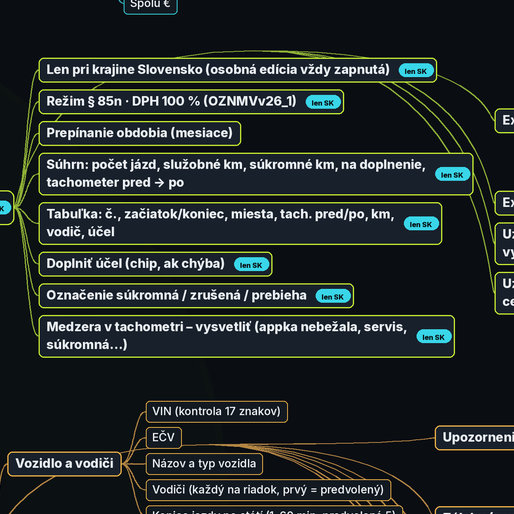 Spolu €
Len pri krajine Slovensko (osobná edícia vždy zapnutá) len SK
Režim § 85n · DPH 100 % (OZNMVv26_1) len SK
Prepínanie obdobia (mesiace)
Súhrn: počet jázd, služobné km, súkromné km, na doplnenie,
tachometer pred → po len SK
Tabuľka: č., začiatok/koniec, miesta, tach. pred/po, km,
vodič, účel len SK
Doplniť účel (chip, ak chýba) len SK
Označenie súkromná / zrušená / prebieha len SK
Medzera v tachometri – vysvetliť (appka nebežala, servis,
súkromná...) len SK
VIN (kontrola 17 znakov)
EČV
Vozidlo a vodiči
Názov a typ vozidla
Vodiči (každý na riadok, prvý = predvolený)
Upozorneni